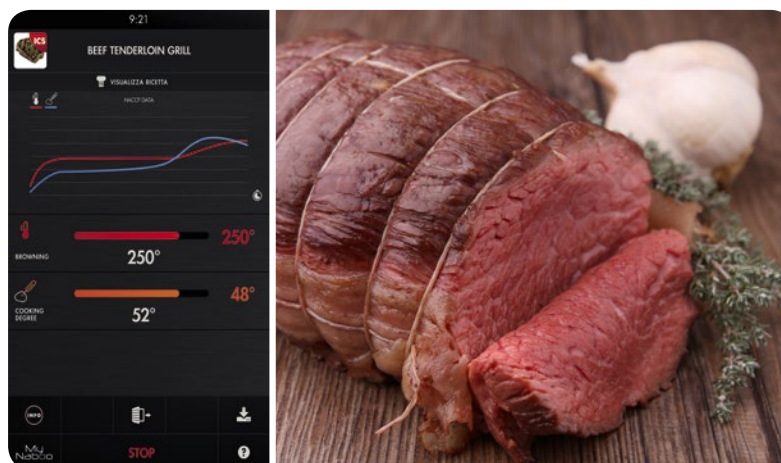 9:21
ICS
BEEF TENDERLOIN GRILL
VISUALIZZA RICETTA
HACCP DATA
250°
BROWNING
250°
48°
COOKING
DEGREE
52°
INFO
My
Naboo
STOP
?